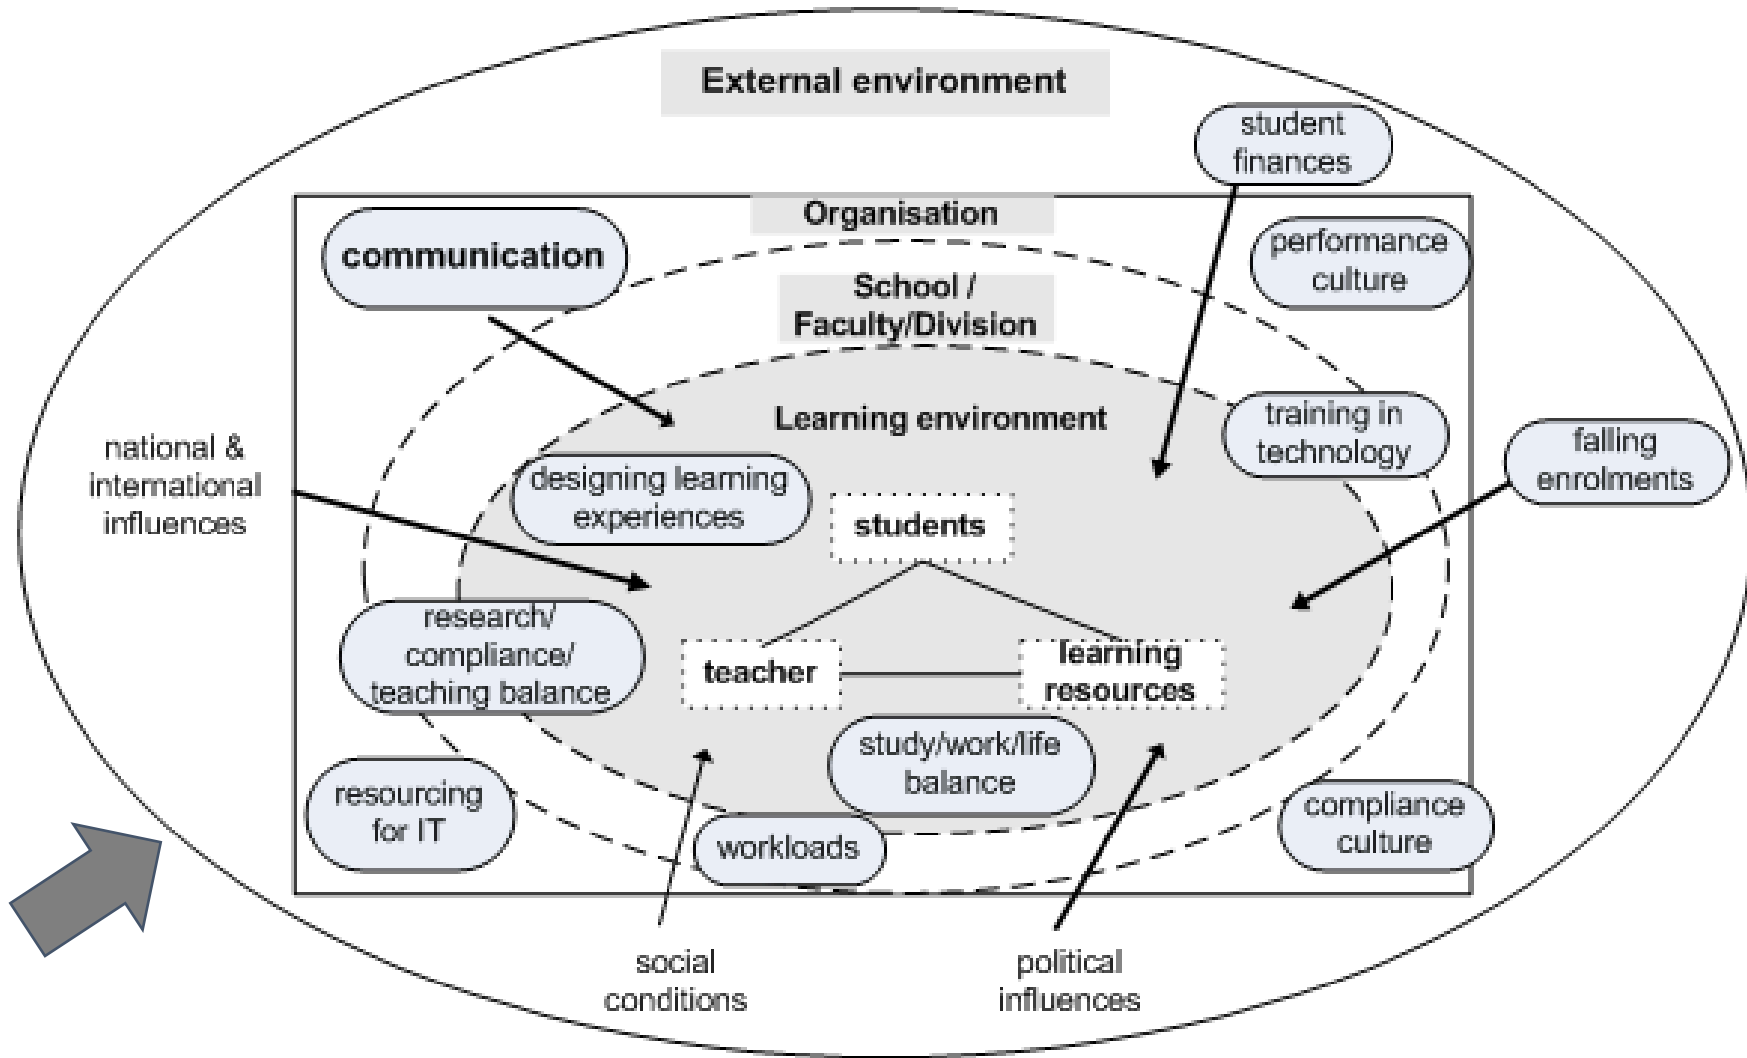 External environment
student
finances
Organisation
communication
performance
culture
School /
Faculty/Division
Learning environment
training in
technology
national &
international
influences
falling
enrolments
designing learning
experiences
students
research/
compliance/
teaching balance
teacher
learning
resources
study/work/life
balance
resourcing
for IT
workloads
compliance
culture
social
conditions
political
influences